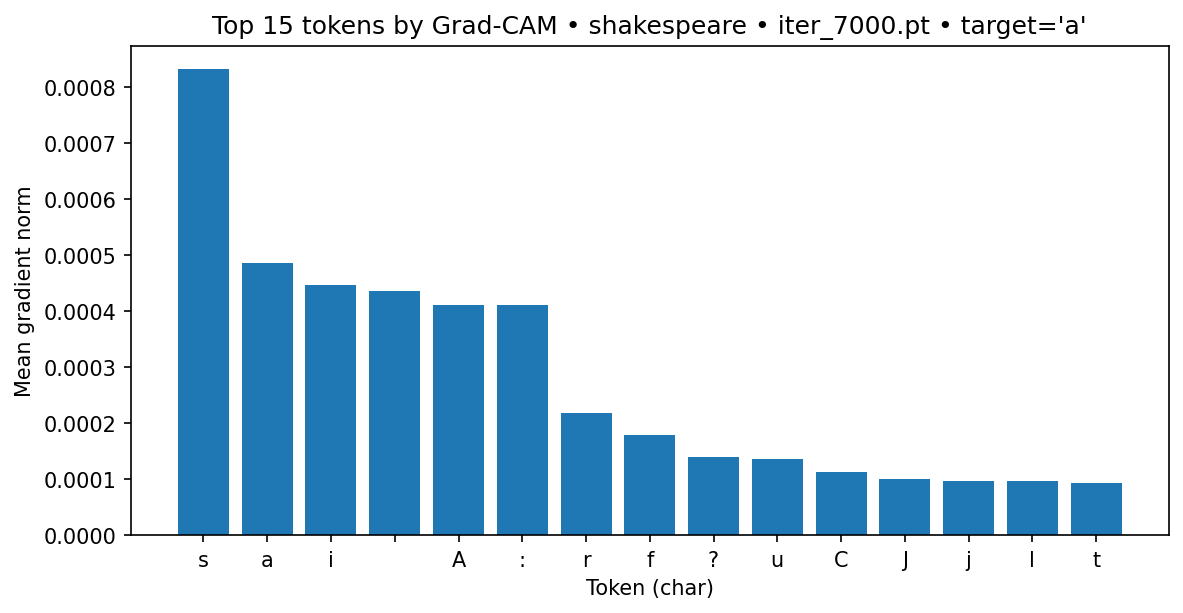 Top 15 tokens by Grad-CAM • shakespeare • iter_7000.pt • target='a'
Mean gradient norm
0.0008
0.0007
0.0006
0.0005
0.0004
0.0003
0.0002
0.0001
0.0000
s a i A : r f ? u C J j l t
Token (char)